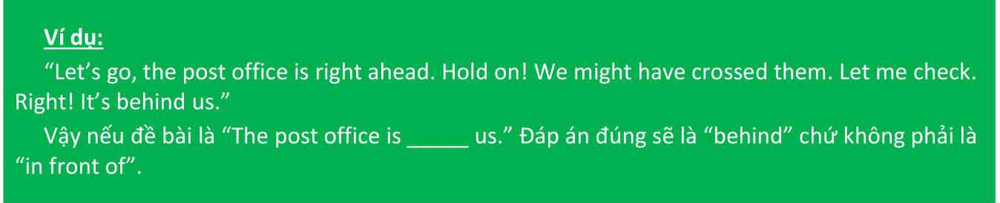 Ví dụ:
“Let’s go, the post office is right ahead. Hold on! We might have crossed them. Let me check.
Right! It’s behind us.”
Vậy nếu đề bài là “The post office is _____ us.” Đáp án đúng sẽ là “behind” chứ không phải là
“in front of”.